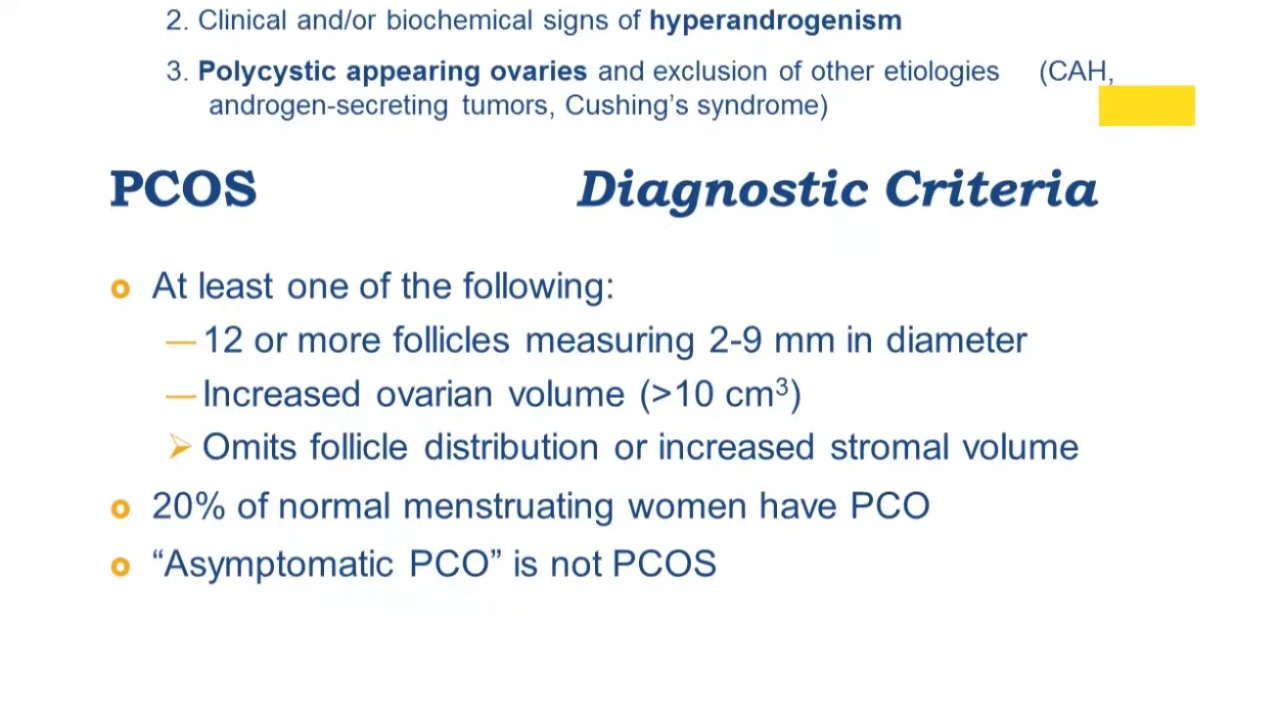 2. Clinical and/or biochemical signs of hyperandrogenism
3. Polycystic appearing ovaries and exclusion of other etiologies (CAH,
androgen-secreting tumors, Cushing’s syndrome)
PCOS Diagnostic Criteria
At least one of the following:
—12 or more follicles measuring 2-9 mm in diameter
—Increased ovarian volume (>10 cm³)
➢ Omits follicle distribution or increased stromal volume
20% of normal menstruating women have PCO
“Asymptomatic PCO” is not PCOS